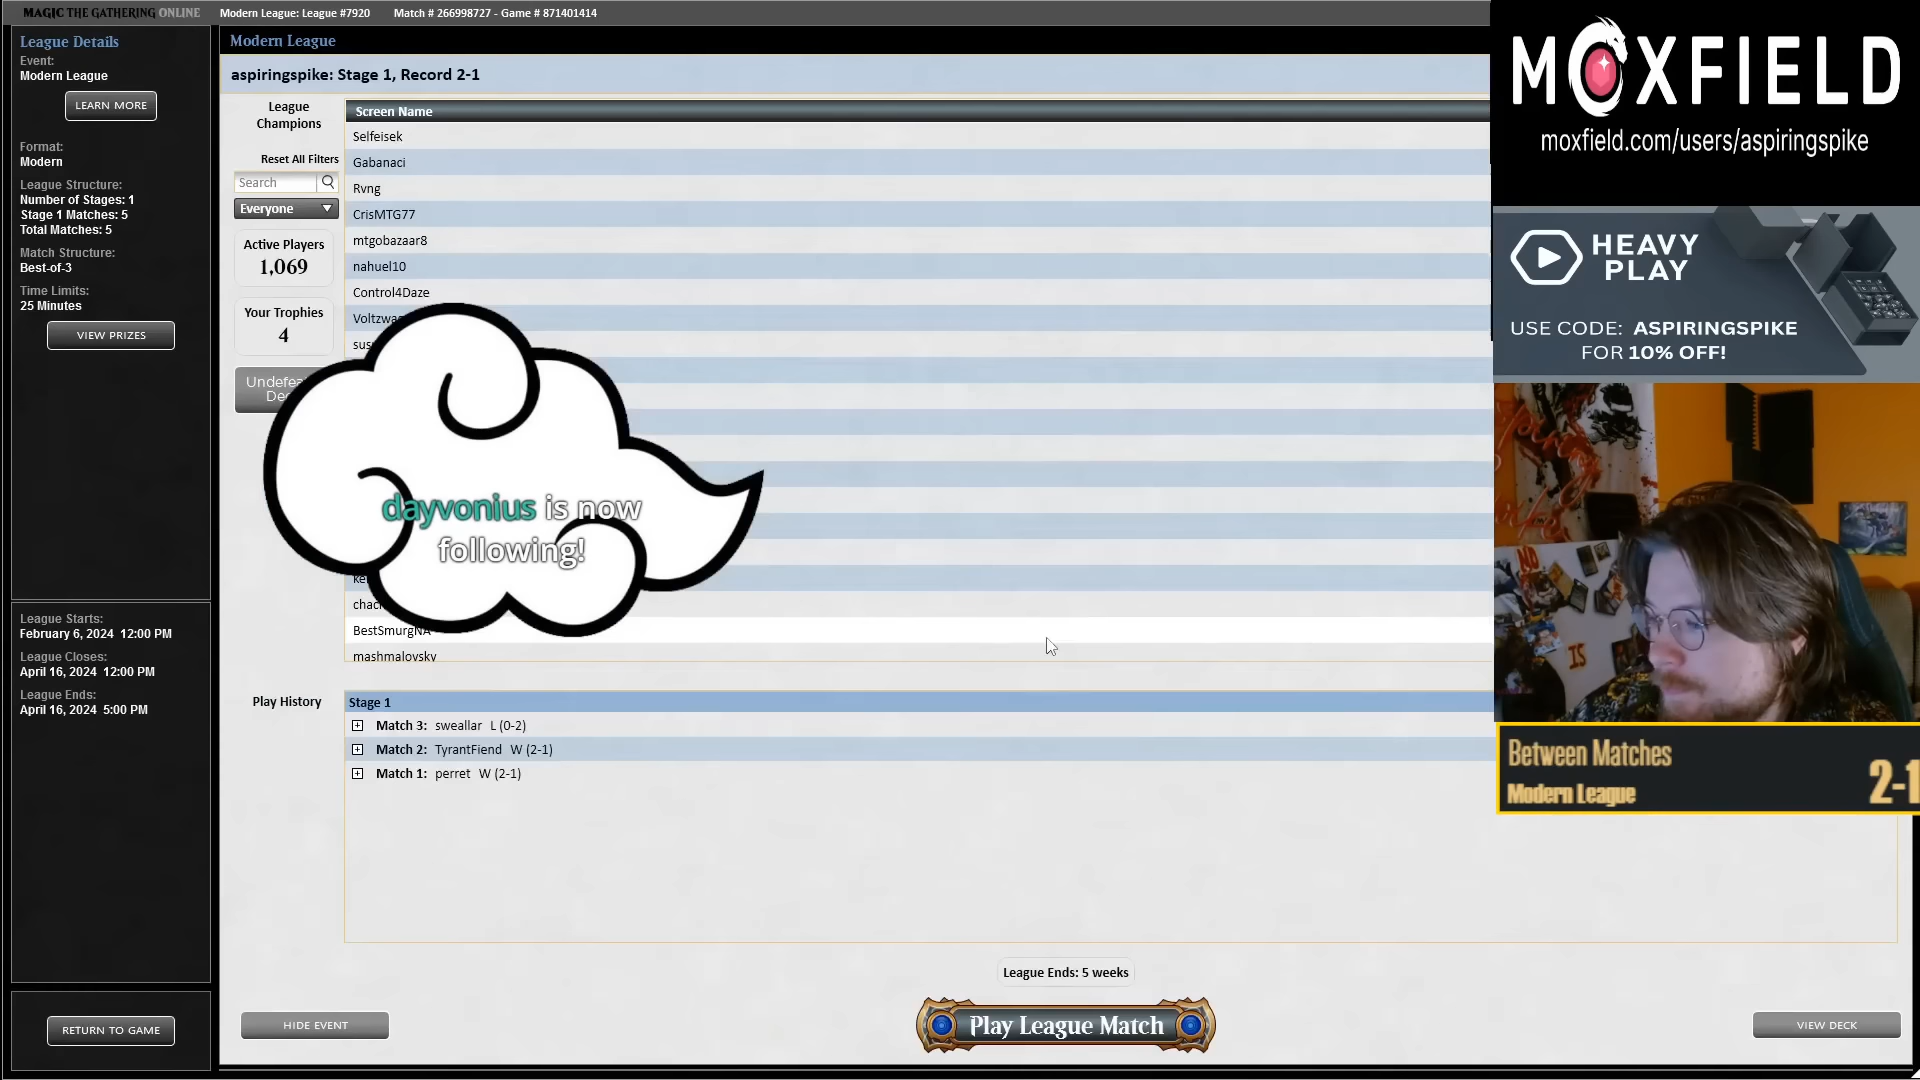 MAGIC THE GATHERING ONLINE
Modern League: League #7920
Match # 266998727 - Game # 871401414
League Details
Event:
Modern League
LEARN MORE
Format:
Modern
League Structure:
Number of Stages: 1
Stage 1 Matches: 5
Total Matches: 5
Match Structure:
Best-of-3
Time Limits:
25 Minutes
VIEW PRIZES
League Starts:
February 6, 2024 12:00 PM
League Closes:
April 16, 2024 12:00 PM
League Ends:
April 16, 2024 5:00 PM
RETURN TO GAME
Modern League
aspiringspike: Stage 1, Record 2-1
League
Champions
Reset All Filters
Search
Everyone
Active Players
1,069
Your Trophies
4
Screen Name
Selfeisek
Gabanaci
Rvng
CrisMTG77
mtgobazaar8
nahuel10
Control4Daze
BestSmurgNA
mashmalovsky
dayvonius is now
following!
Play History
Stage 1
Match 3: sweallar L (0-2)
Match 2: TyrantFiend W (2-1)
Match 1: perret W (2-1)
League Ends: 5 weeks
HIDE EVENT
Play League Match
VIEW DECK
MOXFIELD
moxfield.com/users/aspiringspike
HEAVY
PLAY
USE CODE: ASPIRINGSPIKE
FOR 10% OFF!
Between Matches
Modern League
2-1